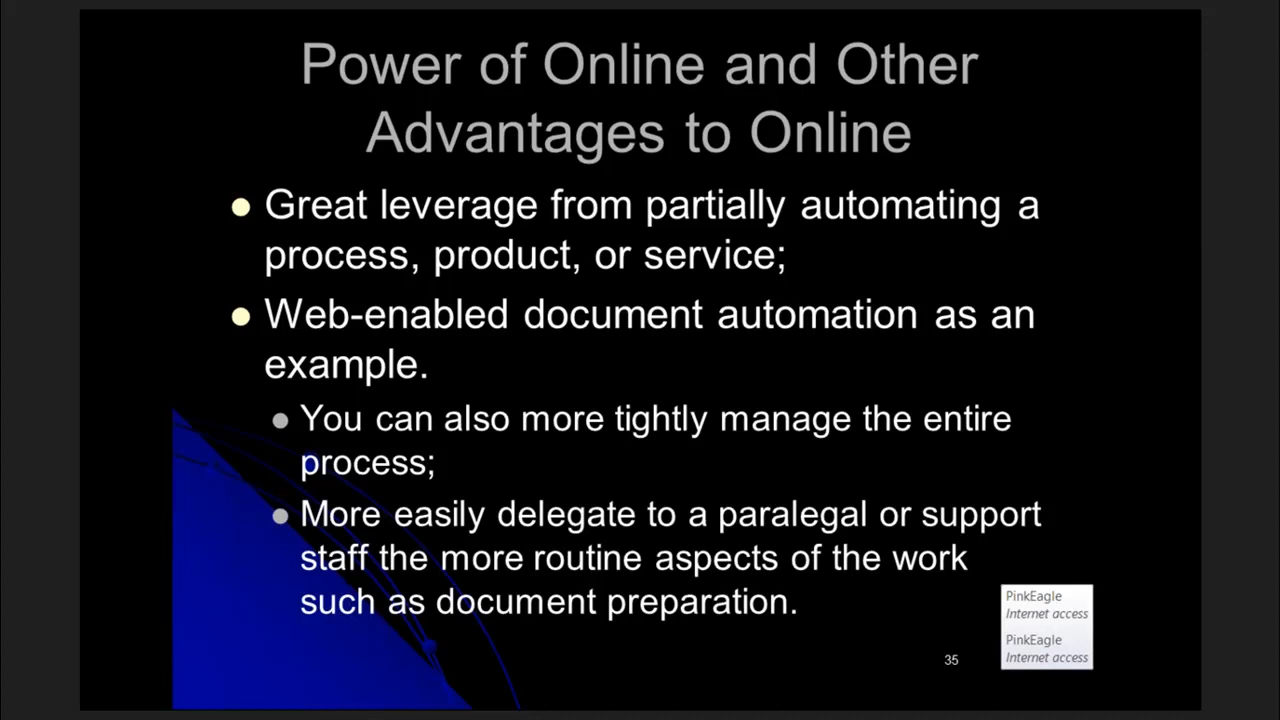 Power of Online and Other
Advantages to Online
Great leverage from partially automating a
process, product, or service;
Web-enabled document automation as an
example.
You can also more tightly manage the entire
process;
More easily delegate to a paralegal or support
staff the more routine aspects of the work
such as document preparation.
PinkEagle
Internet access
PinkEagle
Internet access
35